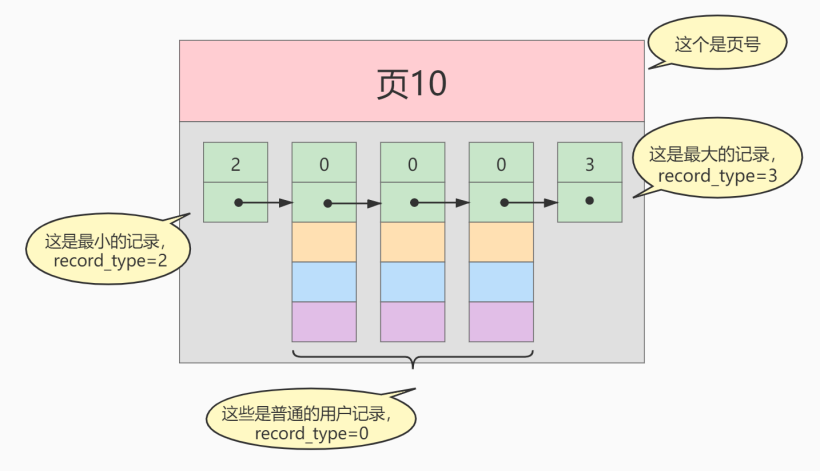 这个是页号
页10
2
0
0
0
3
这是最大的记录，
record_type=3
这是最小的记录，
record_type=2
这些是普通的用户记录，
record_type=0